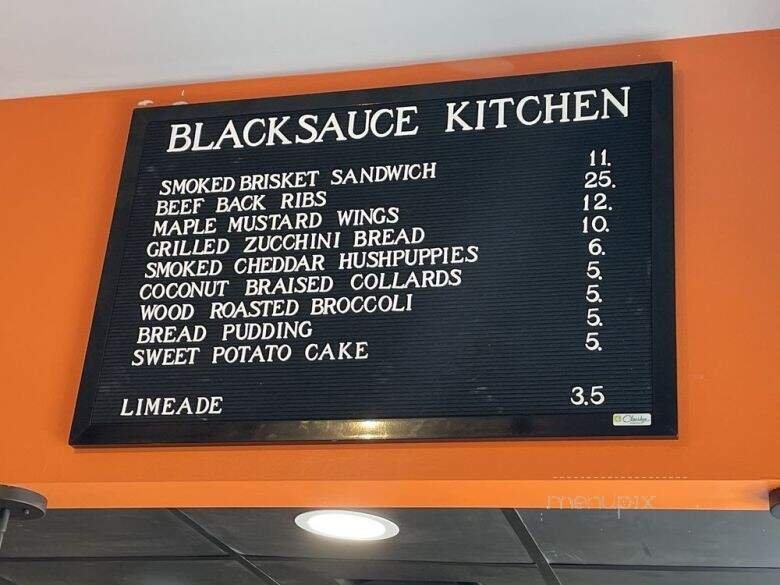 BLACKSAUCE KITCHEN
SMOKED BRISKET SANDWICH 11.
BEEF BACK RIBS 25.
MAPLE MUSTARD WINGS 12.
GRILLED ZUCCHINI BREAD 10.
SMOKED CHEDDAR HUSHPUPPIES 6.
COCONUT BRAISED COLLARDS 5.
WOOD ROASTED BROCCOLI 5.
BREAD PUDDING 5.
SWEET POTATO CAKE 5.
LIMEADE 3.5
menupix